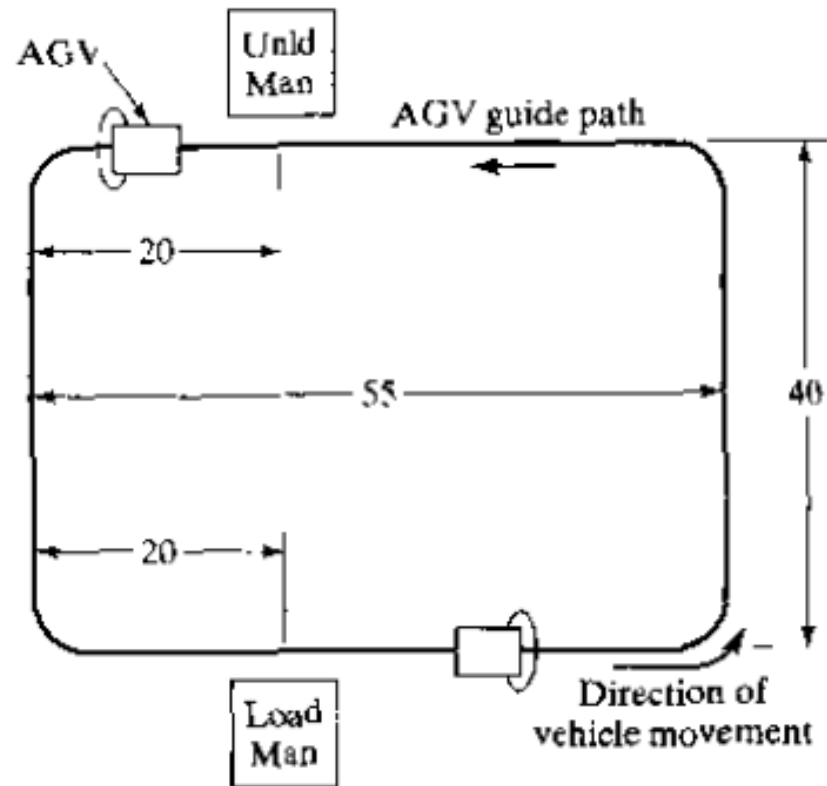 AGV
Unld
Man
AGV guide path
20
55
40
20
Load
Man
Direction of
vehicle movement